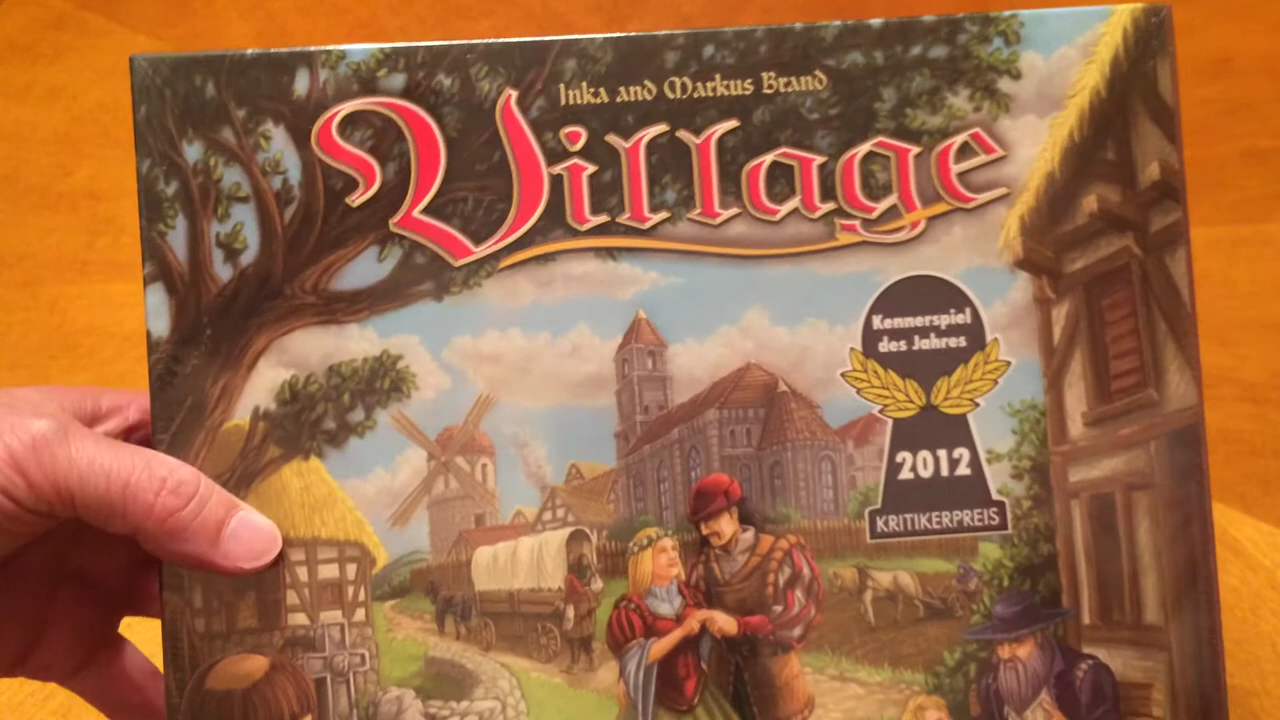 Inka and Markus Brand
Village
Kennerspiel
des Jahres
2012
KRITIKERPREIS